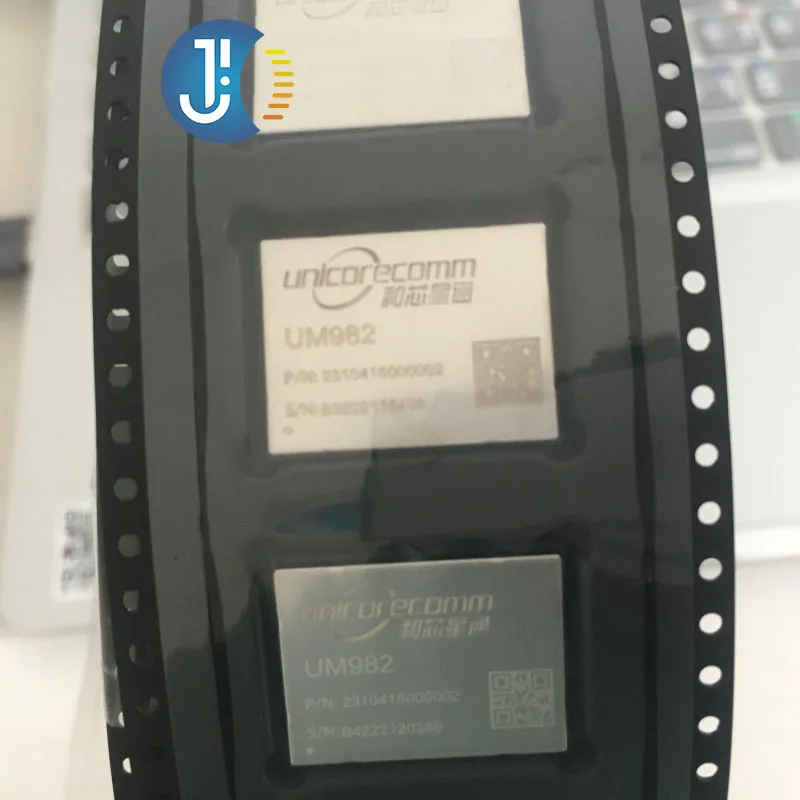 unicorecomm
和芯星通
UM982
P/N: 2310415000002
unicorecomm
和芯星通
UM982
P/N: 2310415000002
S/N: B4222120286